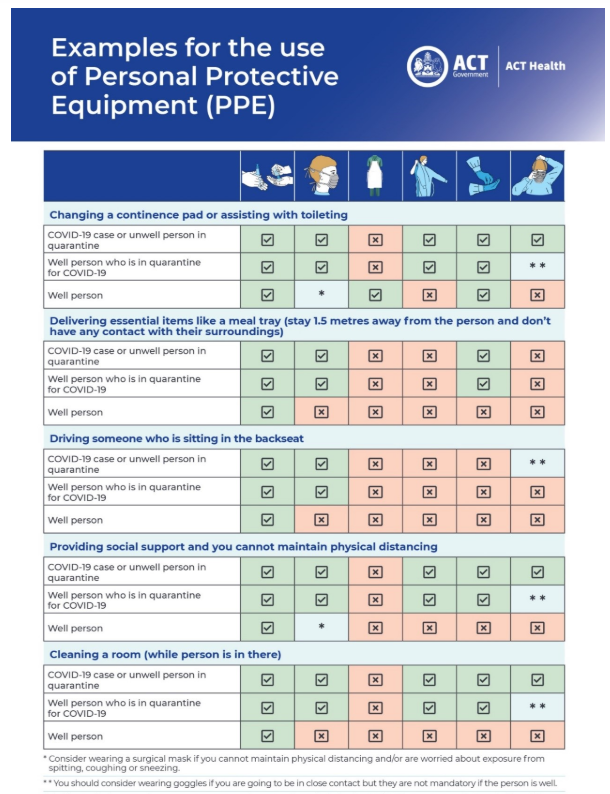 Examples for the use
of Personal Protective
Equipment (PPE)
ACT
Government
ACT Health
Changing a continence pad or assisting with toileting
COVID-19 case or unwell person in
quarantine
Well person who is in quarantine
for COVID-19
* *
Well person
*
Delivering essential items like a meal tray (stay 1.5 metres away from the person and don't
have any contact with their surroundings)
COVID-19 case or unwell person in
quarantine
Well person who is in quarantine
for COVID-19
Well person
Driving someone who is sitting in the backseat
COVID-19 case or unwell person in
quarantine
* *
Well person who is in quarantine
for COVID-19
Well person
Providing social support and you cannot maintain physical distancing
COVID-19 case or unwell person in
quarantine
Well person who is in quarantine
for COVID-19
* *
Well person
*
Cleaning a room (while person is in there)
COVID-19 case or unwell person in
quarantine
Well person who is in quarantine
for COVID-19
* *
Well person
* Consider wearing a surgical mask if you cannot maintain physical distancing and/or are worried about exposure from
spitting, coughing or sneezing.
* * You should consider wearing goggles if you are going to be in close contact but they are not mandatory if the person is well.